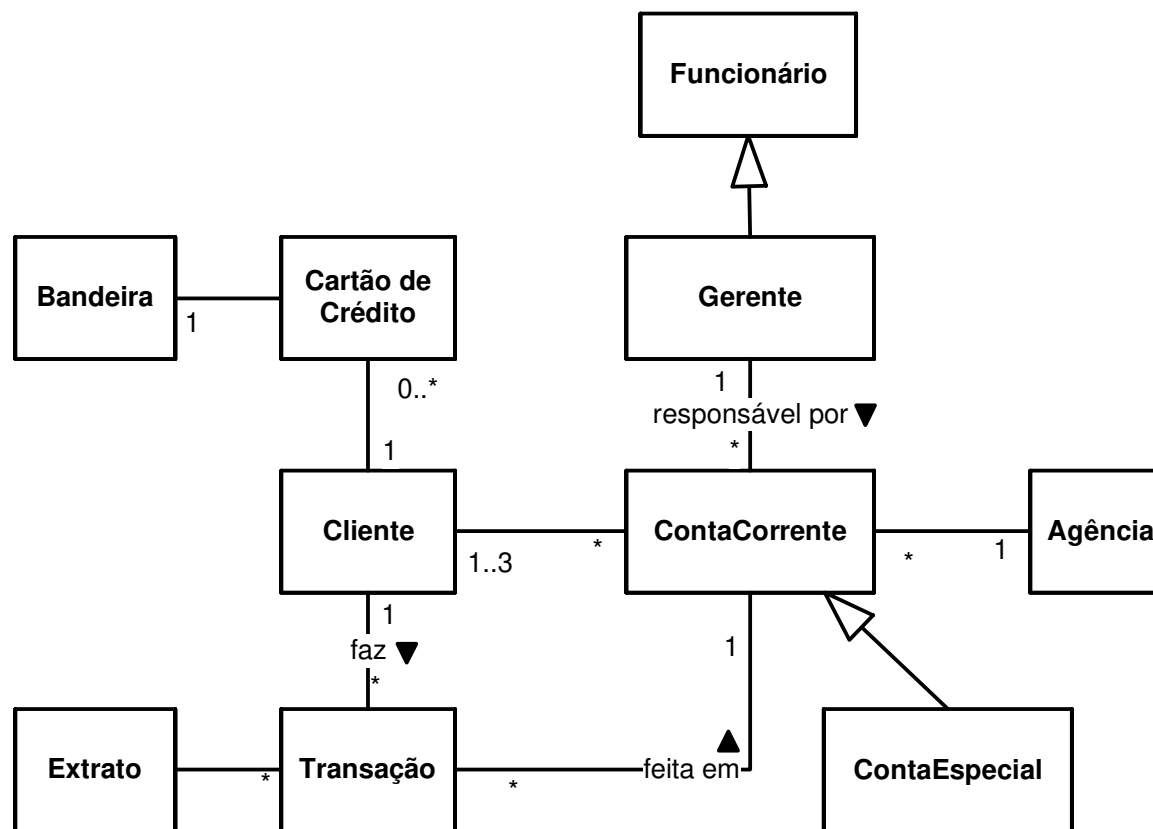 Funcionário
Bandeira
1
Cartão de
Crédito
0..*
Gerente
1
responsável por
*
1
Cliente
1..3
*
ContaCorrente
*
1
Agência
1
faz
*
1
Extrato
*
Transação
*
feita em
ContaEspecial